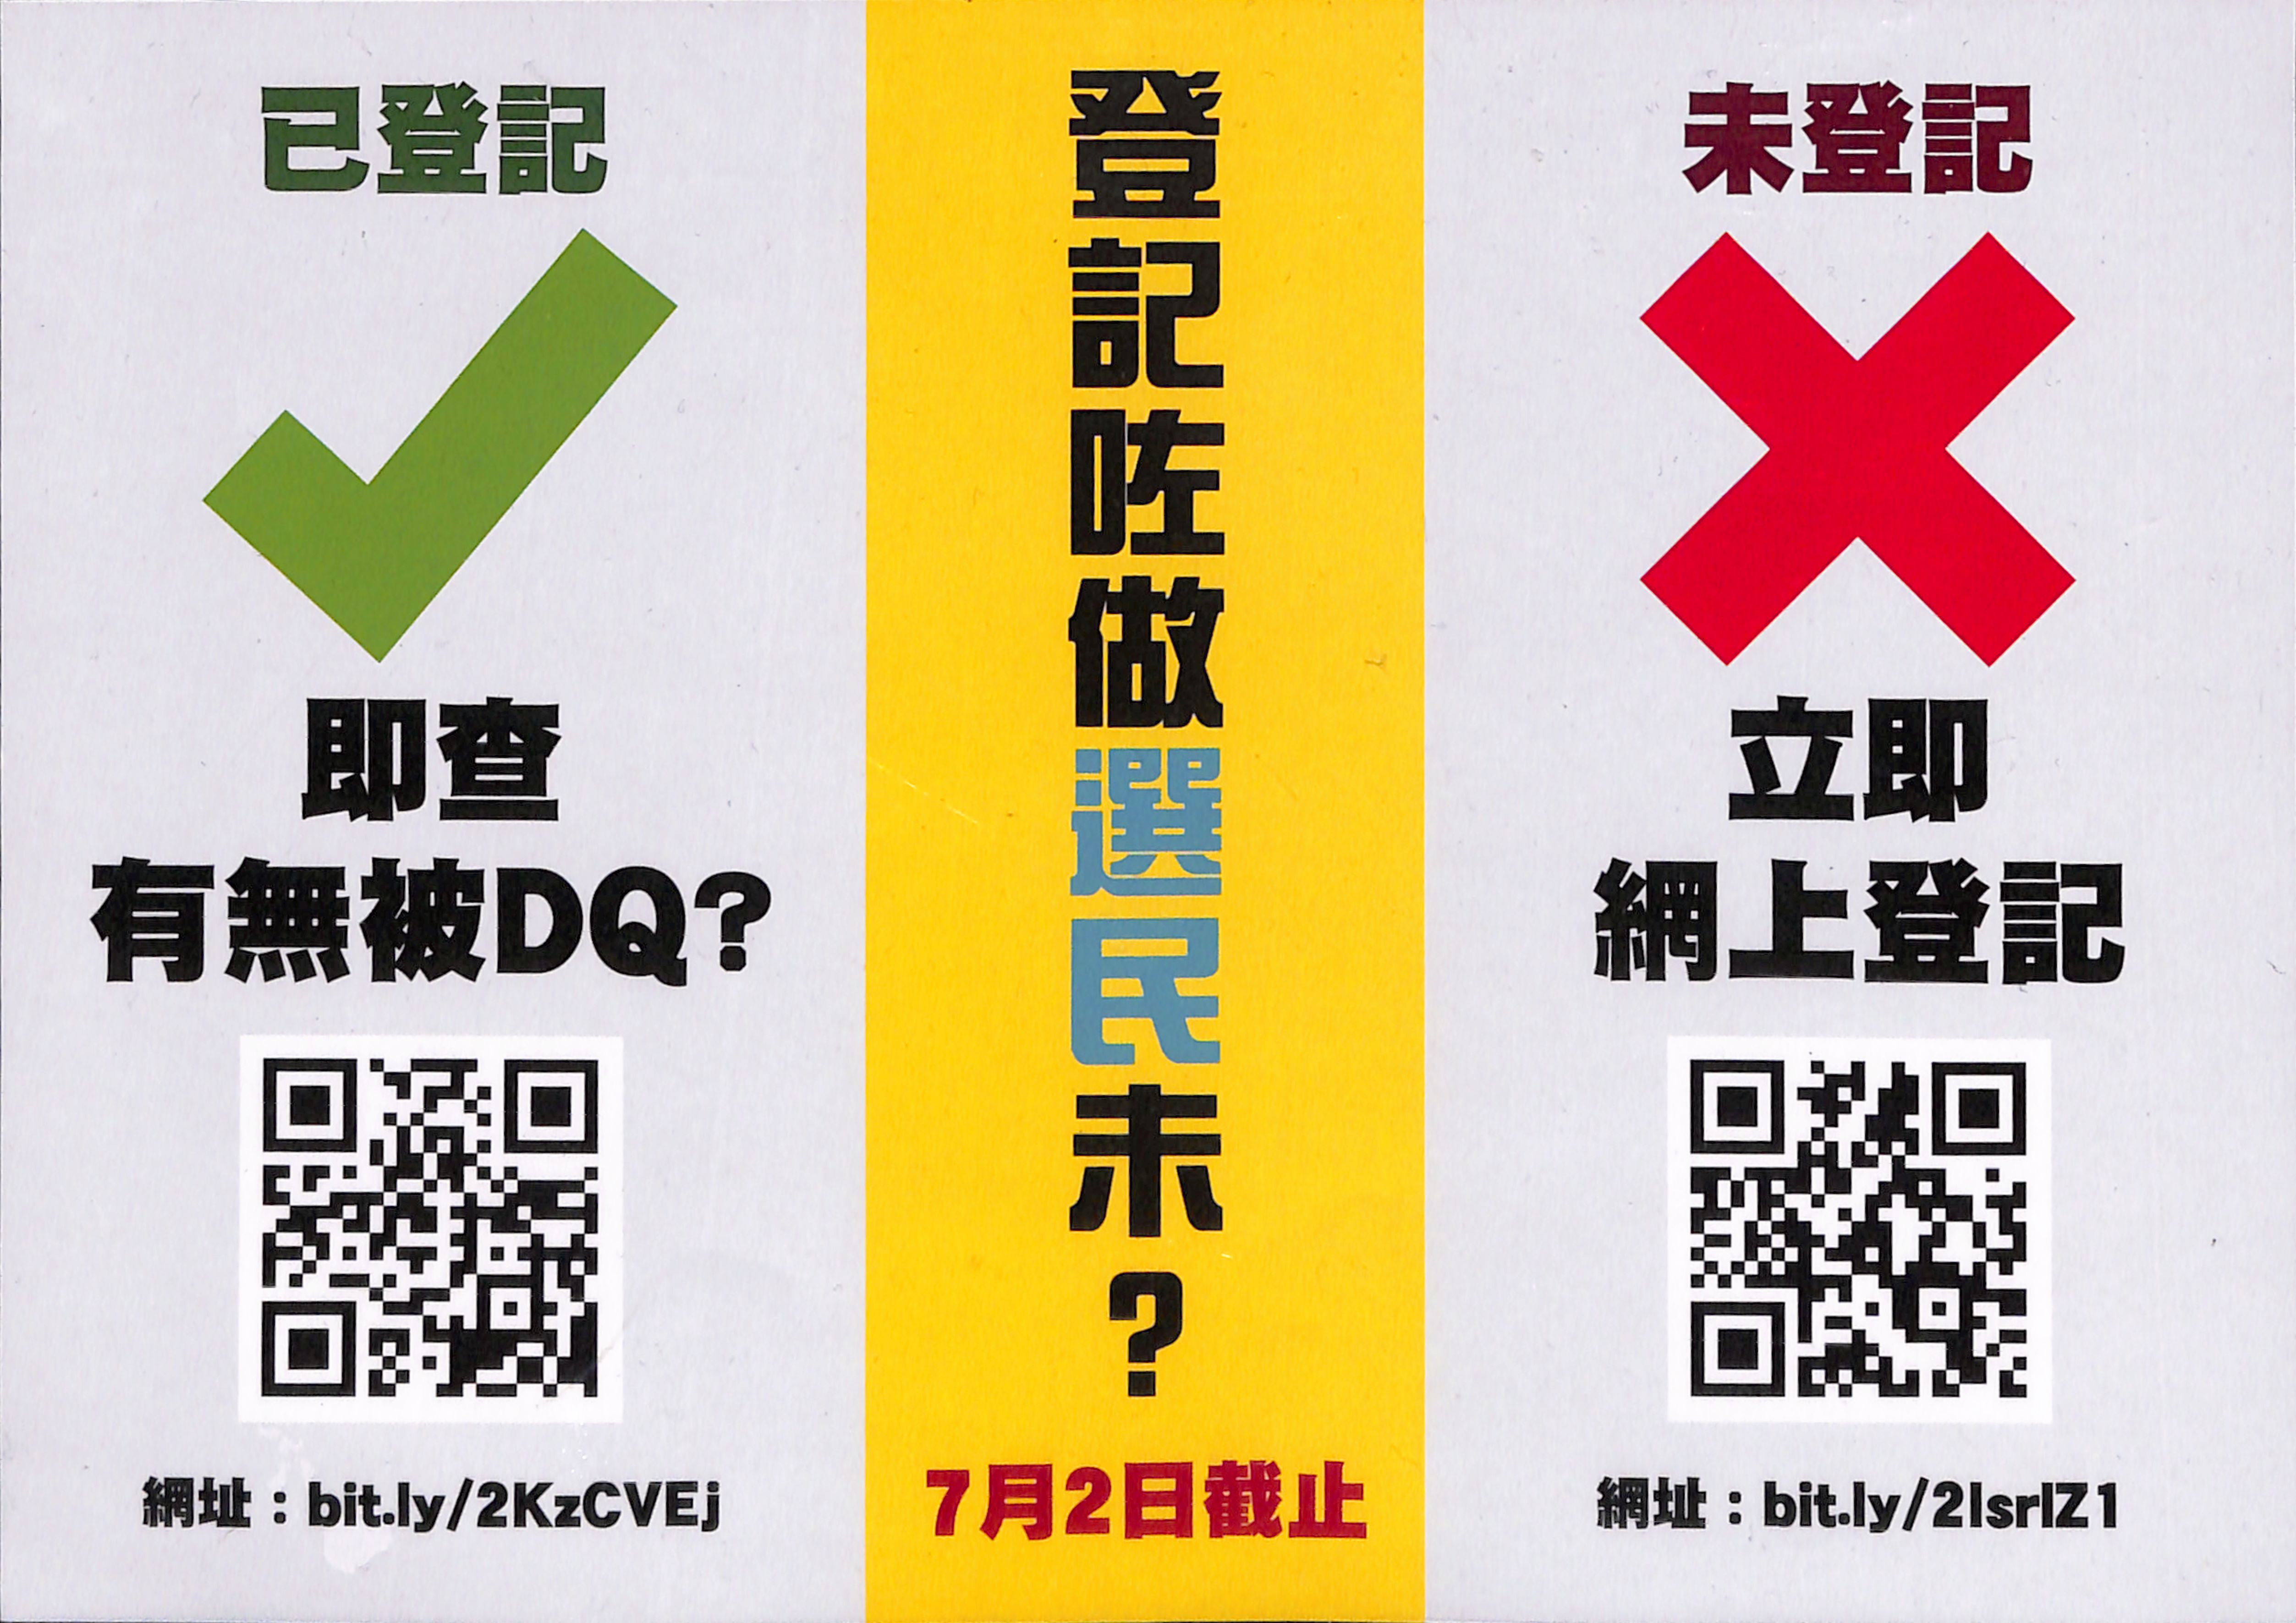 已登記
即查
有無被DQ?
網址：bit.ly/2KzCVEj
登記咗做選民未？
7月2日截止
未登記
立即
網上登記
網址：bit.ly/2IsrIZ1